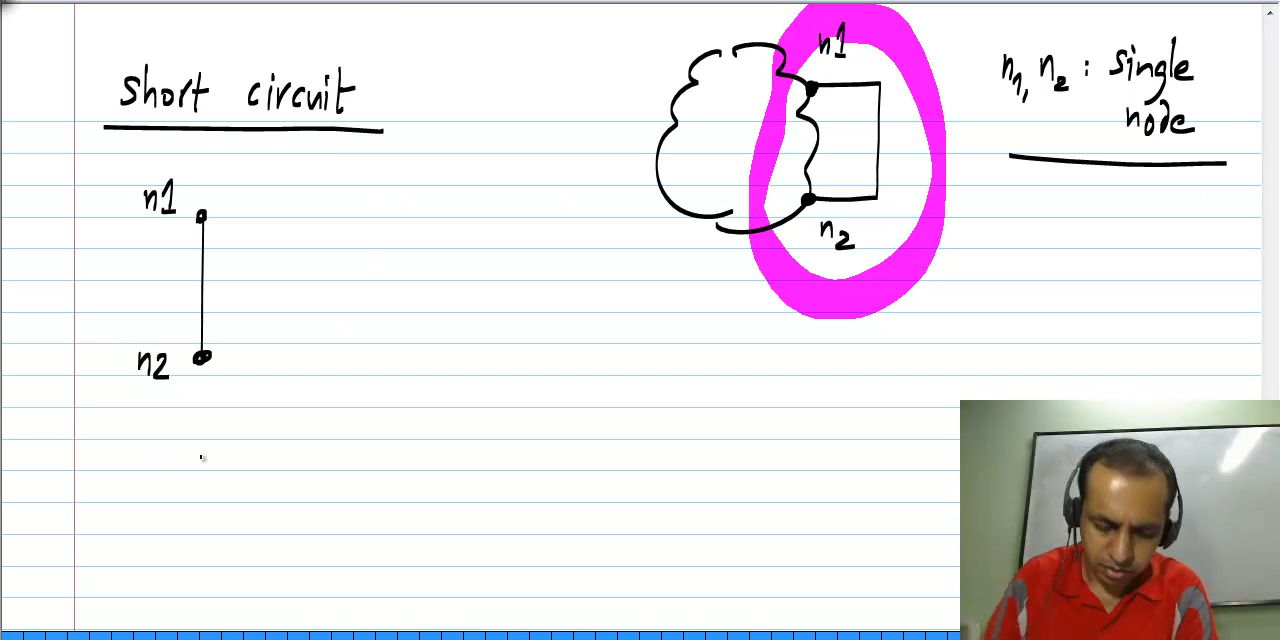 short circuit
n1
n2
n1
n2
n1, n2 : single
node